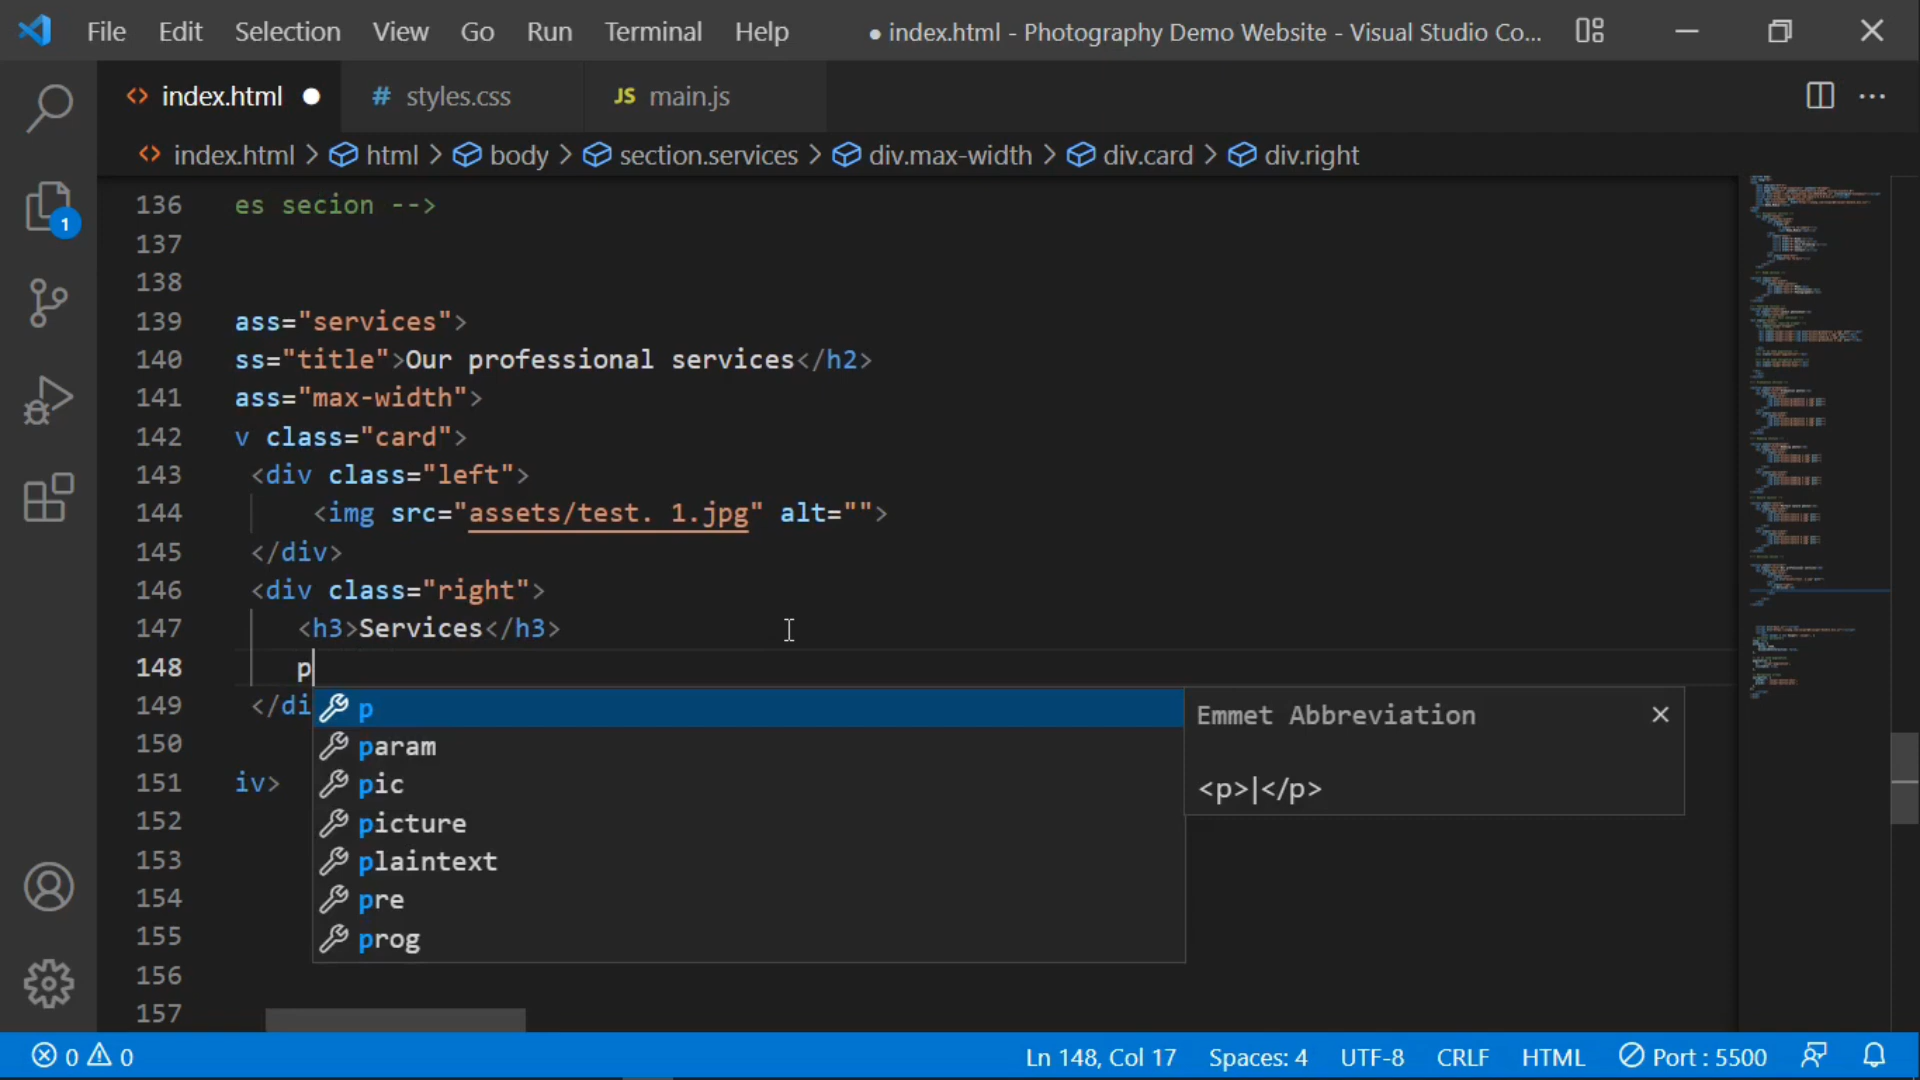 File Edit Selection View Go Run Terminal Help ● index.html - Photography Demo Website - Visual Studio Co...
index.html ● # styles.css JS main.js ...
index.html > html > body > section.services > div.max-width > div.card > div.right
136 es secion -->
137
138
139 ass="services">
140 ss="title">Our professional services</h2>
141 ass="max-width">
142 v class="card">
143 <div class="left">
144 <img src="assets/test. 1.jpg" alt="">
145 </div>
146 <div class="right">
147 <h3>Services</h3>
148 p
149 </di
p
Emmet Abbreviation
<p>|</p>
param
pic
picture
plaintext
pre
prog
150
151 iv>
152
153
154
155
156
157
1
0 0 Ln 148, Col 17 Spaces: 4 UTF-8 CRLF HTML Port : 5500